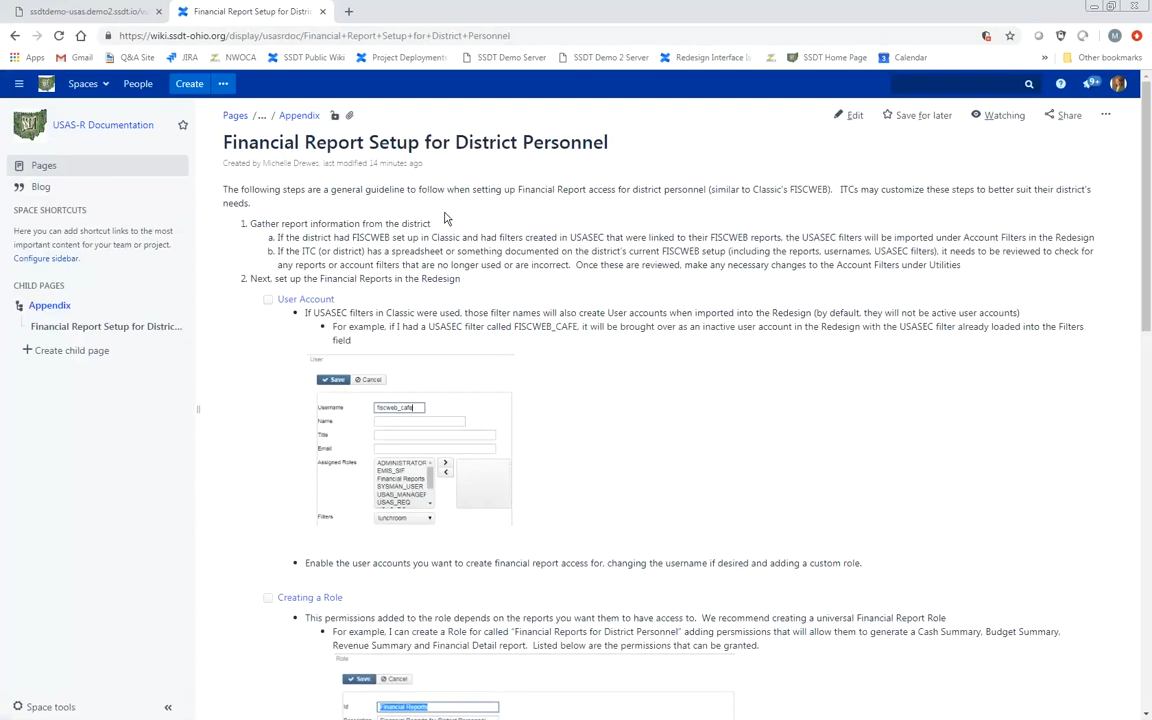 ssdtdemo-usas.demo2.ssdt.io/w
Financial Report Setup for Distric
https://wiki.ssdt-ohio.org/display/usasrdoc/Financial+Report+Setup+for+District+Personnel
Apps
Gmail
Q&A Site
JIRA
NWOCA
SSDT Public Wiki
Project Deployment
SSDT Demo Server
SSDT Demo 2 Server
Redesign Interface
SSDT Home Page
Calendar
Other bookmarks
Spaces
People
Create
9+
USAS-R Documentation
Pages
Blog
SPACE SHORTCUTS
Here you can add shortcut links to the most
important content for your team or project.
Configure sidebar.
CHILD PAGES
Appendix
Financial Report Setup for Distric...
Create child page
Space tools
Pages /... / Appendix
Edit
Save for later
Watching
Share
Financial Report Setup for District Personnel
Created by Michelle Drewes, last modified 14 minutes ago
The following steps are a general guideline to follow when setting up Financial Report access for district personnel (similar to Classic's FISCWEB). ITCs may customize these steps to better suit their district's
needs.
1. Gather report information from the district
a. If the district had FISCWEB set up in Classic and had filters created in USASEC that were linked to their FISCWEB reports, the USASEC filters will be imported under Account Filters in the Redesign
b. If the ITC (or district) has a spreadsheet or something documented on the district's current FISCWEB setup (including the reports, usernames, USASEC filters), it needs to be reviewed to check for
any reports or account filters that are no longer used or are incorrect. Once these are reviewed, make any necessary changes to the Account Filters under Utilities
2. Next, set up the Financial Reports in the Redesign
User Account
If USASEC filters in Classic were used, those filter names will also create User accounts when imported into the Redesign (by default, they will not be active user accounts)
For example, if I had a USASEC filter called FISCWEB_CAFE, it will be brought over as an inactive user account in the Redesign with the USASEC filter already loaded into the Filters
field
User
Save
Cancel
Username
fiscweb_cafe
Name
Title
Email
Assigned Roles
ADMINISTRATOR
EMIS_SIF
Financial Reports
SYSMAN_USER
USAS_MANAGER
USAS_REQ
Filters
lunchroom
Enable the user accounts you want to create financial report access for, changing the username if desired and adding a custom role.
Creating a Role
This permissions added to the role depends on the reports you want them to have access to. We recommend creating a universal Financial Report Role
For example, I can create a Role for called "Financial Reports for District Personnel" adding persmissions that will allow them to generate a Cash Summary, Budget Summary,
Revenue Summary and Financial Detail report. Listed below are the permissions that can be granted.
Role
Save
Cancel
Id
Financial Reports